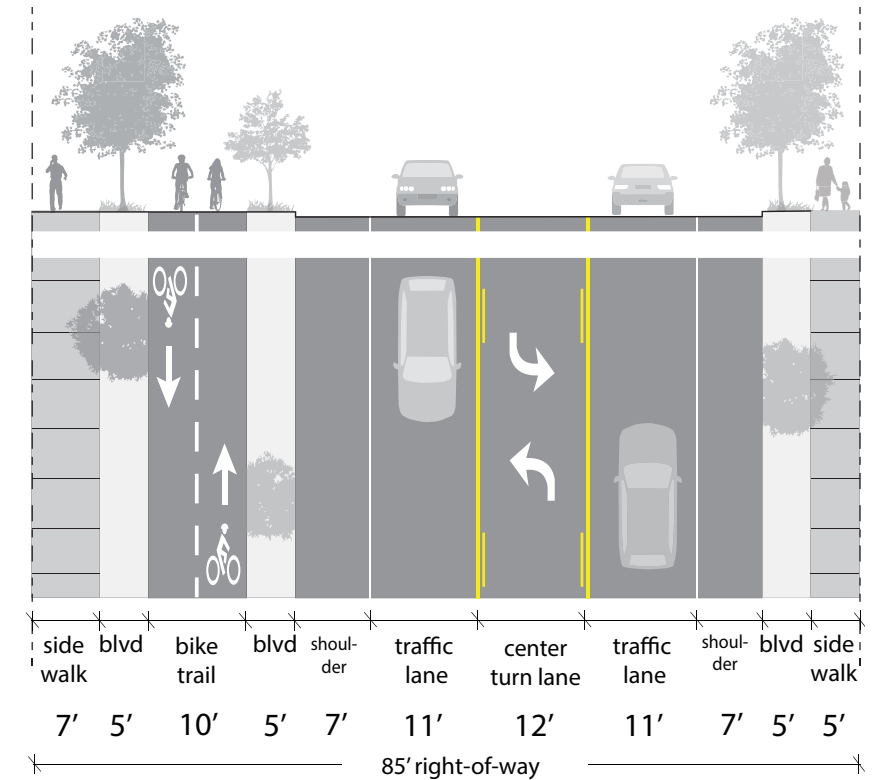 side walk
blvd
bike trail
blvd
shoul-
der
traffic lane
center turn lane
traffic lane
shoul-
der
blvd
side walk
7’ 5’ 10’ 5’ 7’ 11’ 12’ 11’ 7’ 5’ 5’
85’ right-of-way